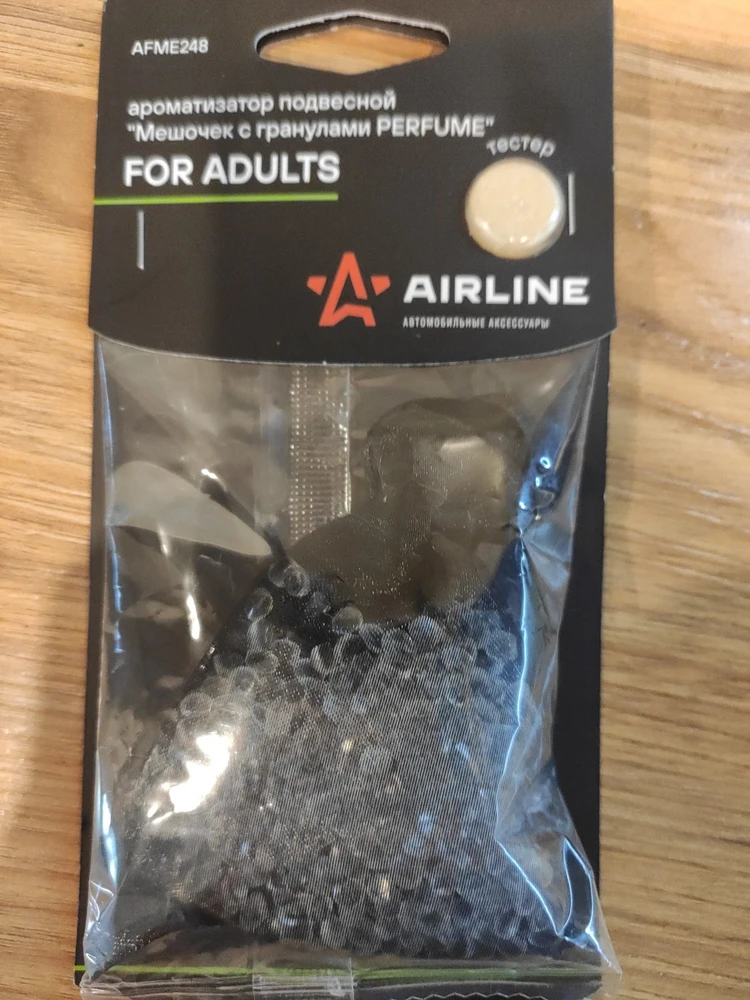 AFME248
ароматизатор подвесной
"Мешочек с гранулами PERFUME"
тестер
FOR ADULTS
AIRLINE
АВТОМОБИЛЬНЫЕ АКСЕССУАРЫ